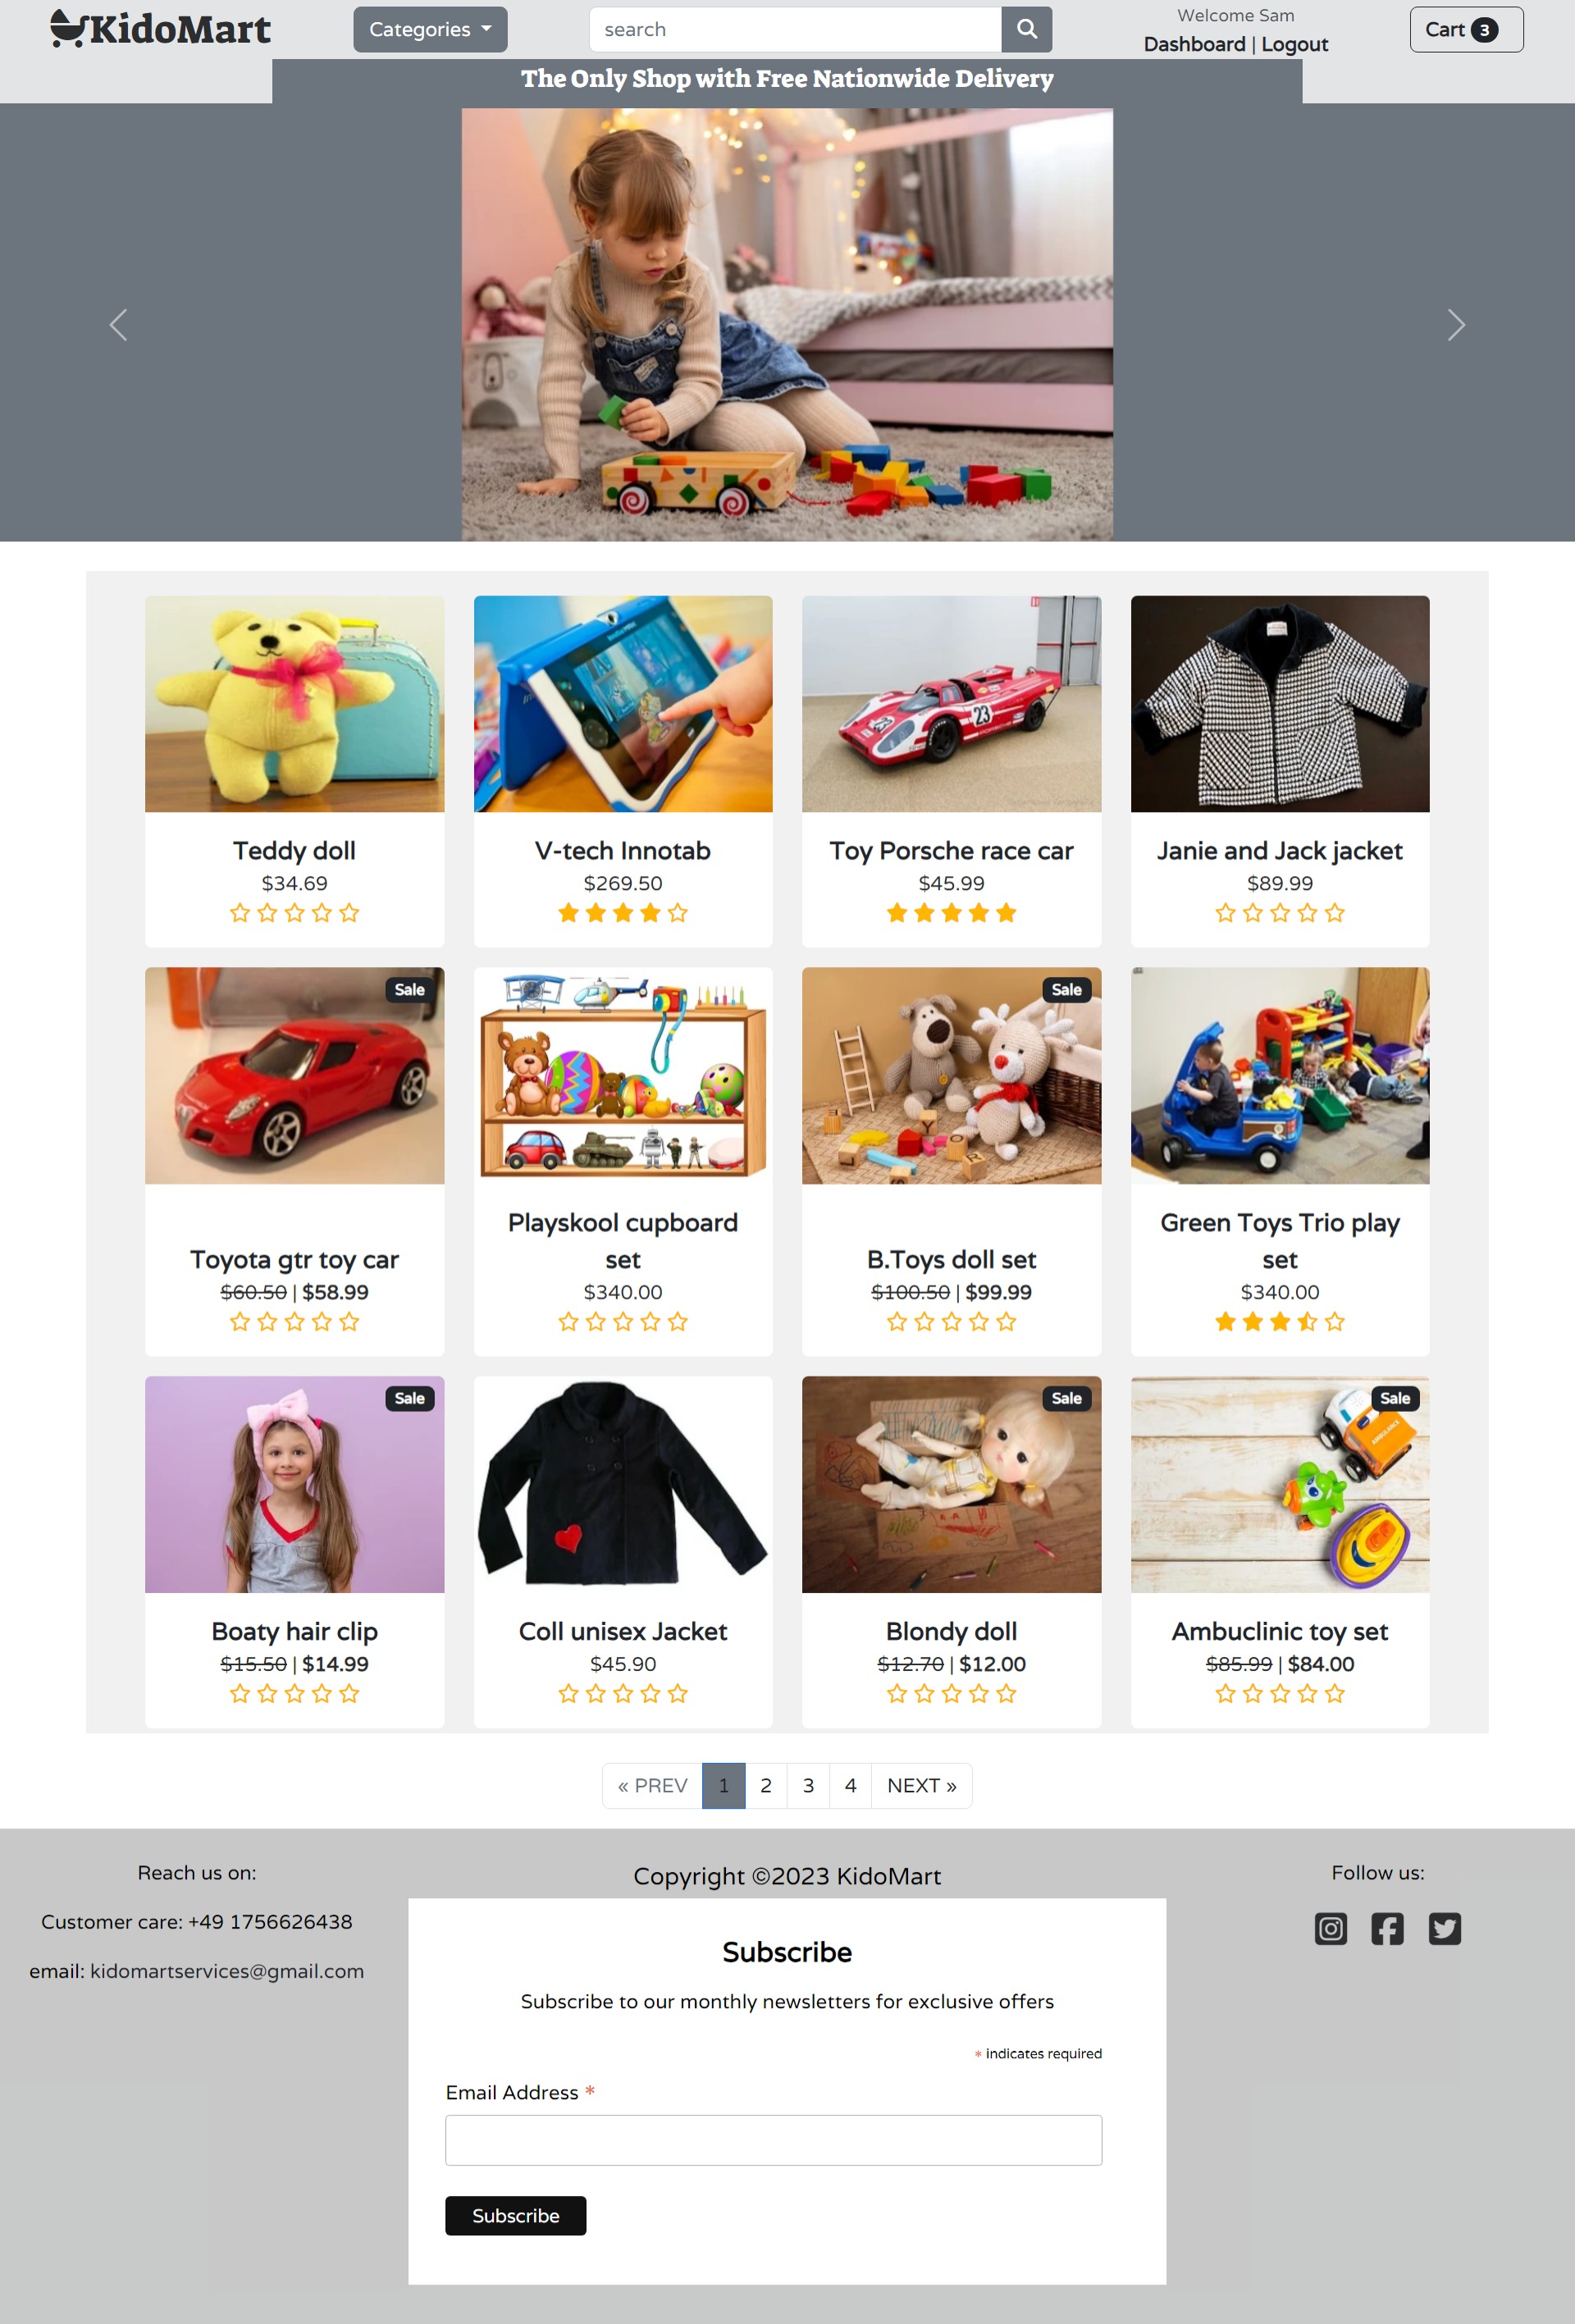 KidoMart
Categories
search
Welcome Sam
Dashboard | Logout
Cart 3
The Only Shop with Free Nationwide Delivery
23
23
Teddy doll
$34.69
V-tech Innotab
$269.50
Toy Porsche race car
$45.99
Janie and Jack jacket
$89.99
Sale
Sale
Toyota gtr toy car
$60.50 | $58.99
Playskool cupboard
set
$340.00
B.Toys doll set
$100.50 | $99.99
Green Toys Trio play
set
$340.00
Sale
Sale
Sale
AMBULANCE
Boaty hair clip
$15.50 | $14.99
Coll unisex Jacket
$45.90
Blondy doll
$12.70 | $12.00
Ambuclinic toy set
$85.99 | $84.00
« PREV 1 2 3 4 NEXT »
Reach us on:
Customer care: +49 1756626438
email: kidomartservices@gmail.com
Copyright ©2023 KidoMart
Subscribe
Subscribe to our monthly newsletters for exclusive offers
* indicates required
Email Address *
Subscribe
Follow us: